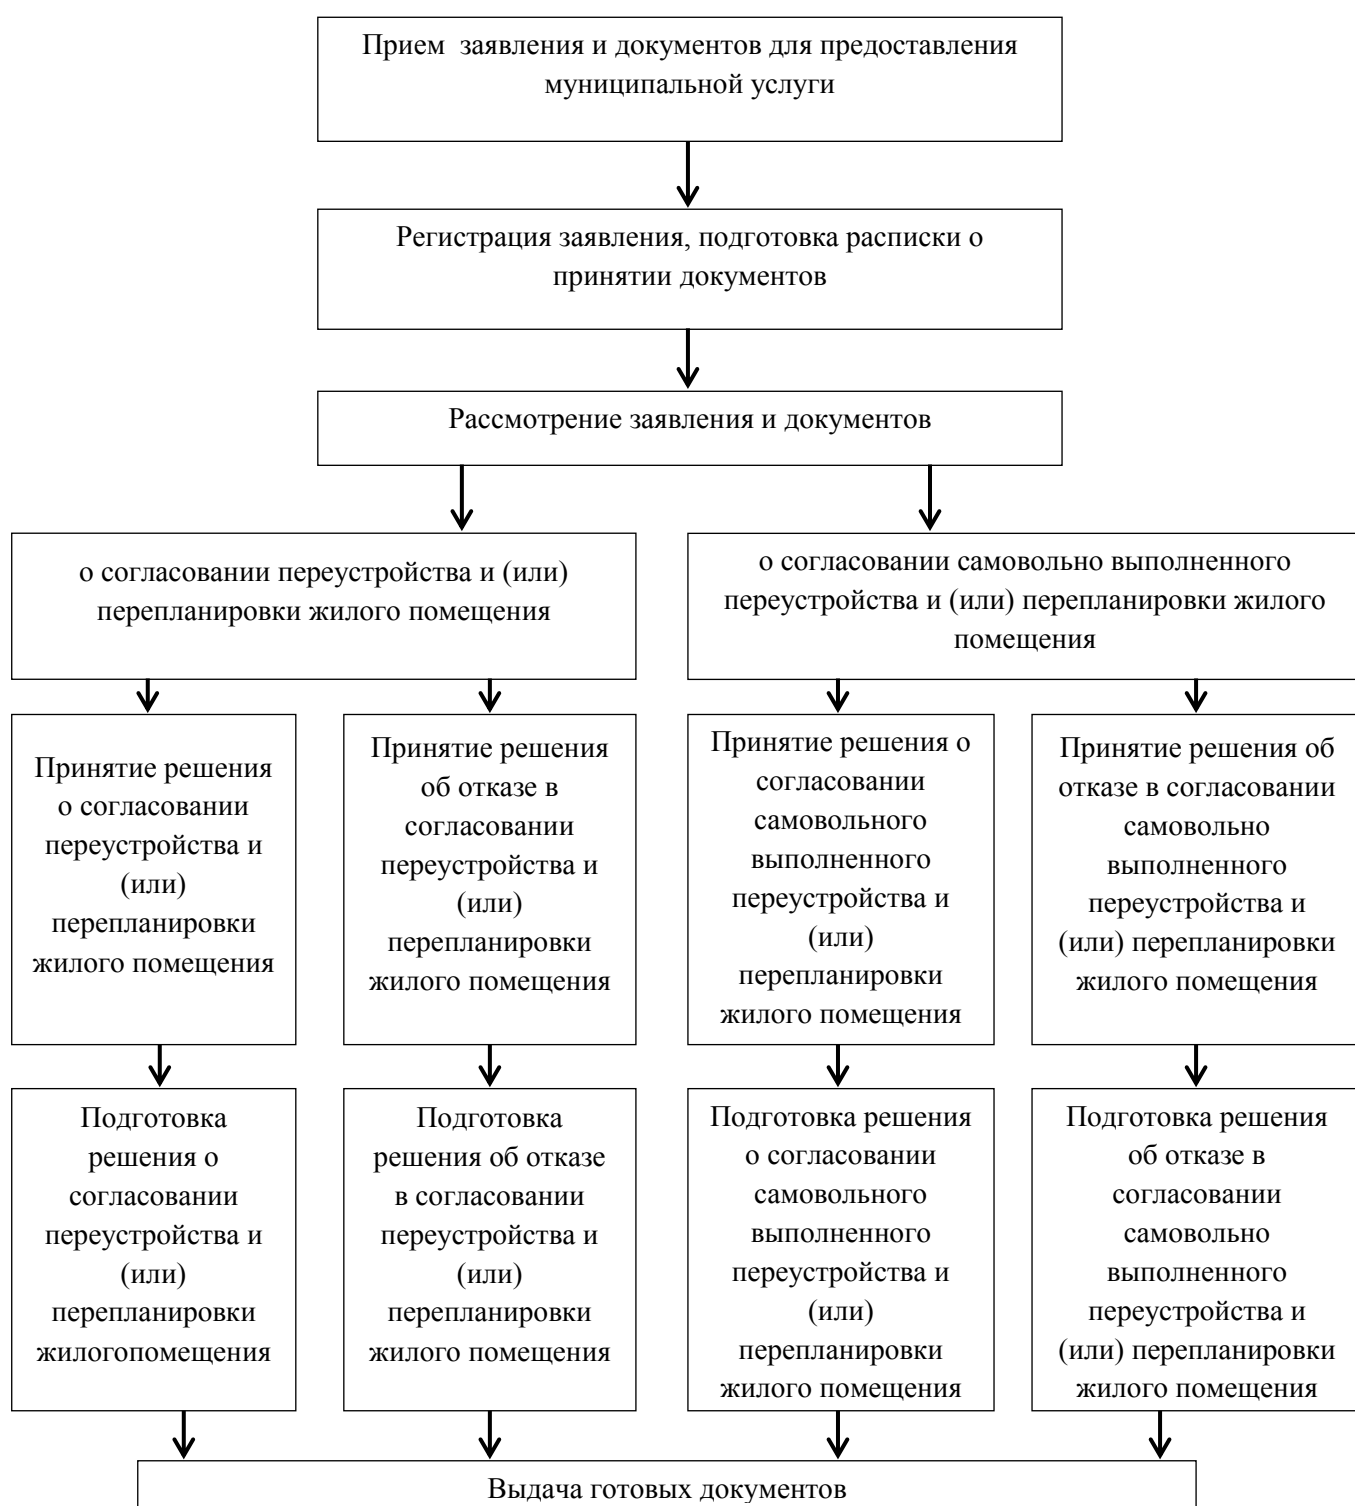 Прием  заявления и документов для предоставления
муниципальной услуги
Регистрация заявления, подготовка расписки о
принятии документов
Рассмотрение заявления и документов
о согласовании переустройства и (или)
перепланировки жилого помещения
о согласовании самовольно выполненного
переустройства и (или) перепланировки жилого
помещения
Принятие решения
о согласовании
переустройства и
(или)
перепланировки
жилого помещения
Принятие решения
об отказе в
согласовании
переустройства и
(или)
перепланировки
жилого помещения
Принятие решения о
согласовании
самовольного
выполненного
переустройства и
(или)
перепланировки
жилого помещения
Принятие решения об
отказе в согласовании
самовольно
выполненного
переустройства и
(или) перепланировки
жилого помещения
Подготовка
решения о
согласовании
переустройства и
(или)
перепланировки
жилогопомещения
Подготовка
решения об отказе
в согласовании
переустройства и
(или)
перепланировки
жилого помещения
Подготовка решения
о согласовании
самовольного
выполненного
переустройства и
(или)
перепланировки
жилого помещения
Подготовка решения
об отказе в
согласовании
самовольно
выполненного
переустройства и
(или) перепланировки
жилого помещения
Выдача готовых документов